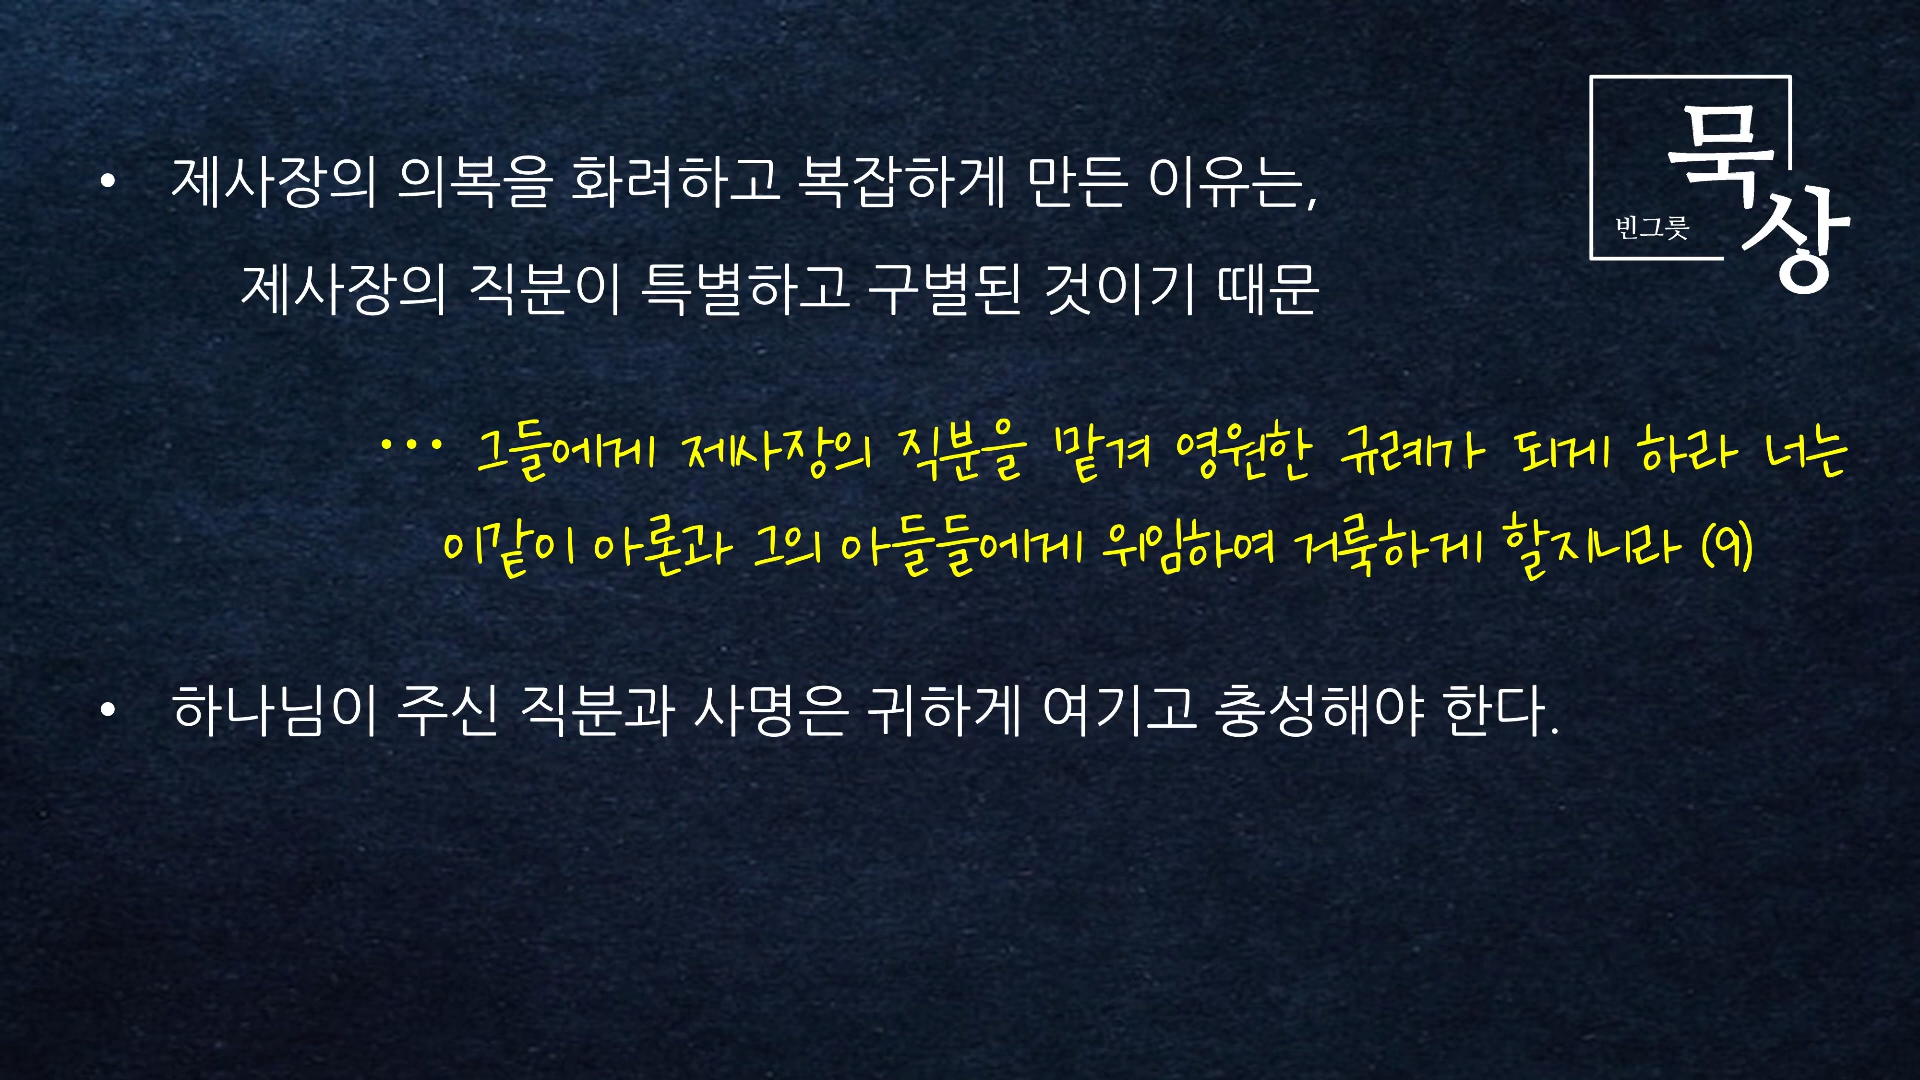 • 제사장의 의복을 화려하고 복잡하게 만든 이유는,
제사장의 직분이 특별하고 구별된 것이기 때문
… 그들에게 제사장의 직분을 맡겨 영원한 규례가 되게 하라 너는
이같이 아론과 그의 아들들에게 위임하여 거룩하게 할지니라 (9)
• 하나님이 주신 직분과 사명은 귀하게 여기고 충성해야 한다.
묵상
빈그릇